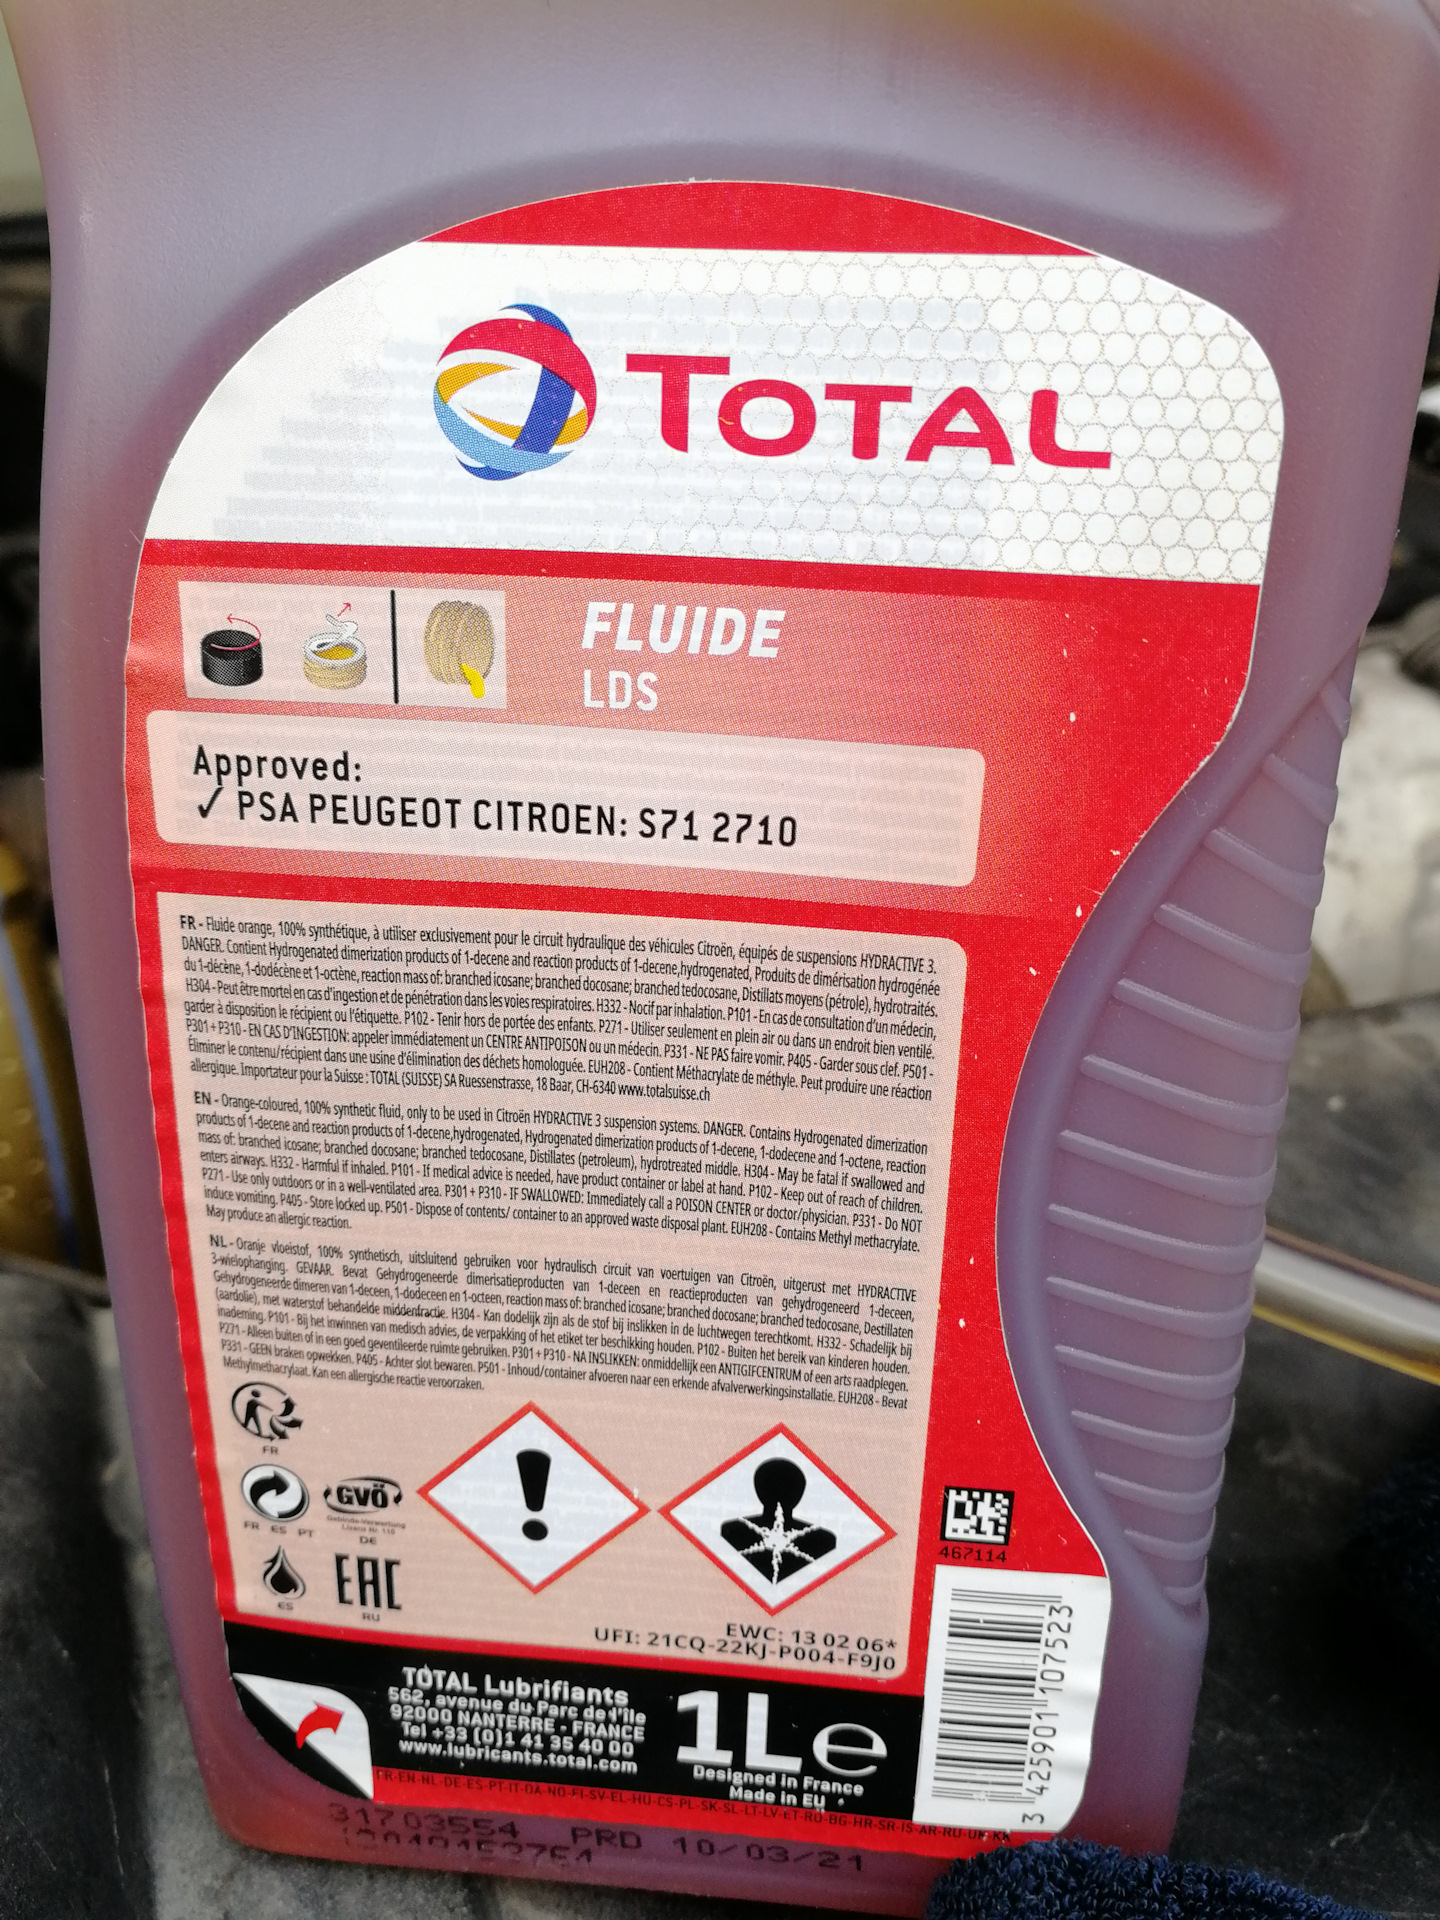 TOTAL
FLUIDE
LDS
Approved:
✓ PSA PEUGEOT CITROEN: S71 2710
FR - Fluide orange, 100% synthétique, à utiliser exclusivement pour le circuit hydraulique des véhicules Citroën, équipés de suspensions HYDRACTIVE 3.
DANGER. Contient Hydrogenated dimerization products of 1-decene and reaction products of 1-decene,hydrogenated, Produits de dimérisation hydrogénée
du 1-décène, 1-dodécène et 1-octène, reaction mass of: branched icosane; branched docosane; branched tedocosane, Distillats moyens (pétrole), hydrotraités.
H304 - Peut être mortel en cas d'ingestion et de pénétration dans les voies respiratoires. H332 - Nocif par inhalation. P101 - En cas de consultation d'un médecin,
garder à disposition le récipient ou l'étiquette. P102 - Tenir hors de portée des enfants. P271 - Utiliser seulement en plein air ou dans un endroit bien ventilé.
P301 + P310 - EN CAS D'INGESTION: appeler immédiatement un CENTRE ANTIPOISON ou un médecin. P331 - NE PAS faire vomir. P405 - Garder sous clef. P501 -
Éliminer le contenu/récipient dans une usine d'élimination des déchets homologuée. EUH208 - Contient Méthacrylate de méthyle. Peut produire une réaction
allergique. Importateur pour la Suisse : TOTAL (SUISSE) SA Ruessenstrasse, 18 Baar, CH-6340 www.totalsuisse.ch
EN - Orange-coloured, 100% synthetic fluid, only to be used in Citroën HYDRACTIVE 3 suspension systems. DANGER. Contains Hydrogenated dimerization
products of 1-decene and reaction products of 1-decene,hydrogenated, Hydrogenated dimerization products of 1-decene, 1-dodecene and 1-octene, reaction
mass of: branched icosane; branched docosane; branched tedocosane, Distillates (petroleum), hydrotreated middle. H304 - May be fatal if swallowed and
enters airways. H332 - Harmful if inhaled. P101 - If medical advice is needed, have product container or label at hand. P102 - Keep out of reach of children.
P271 - Use only outdoors or in a well-ventilated area. P301 + P310 - IF SWALLOWED: Immediately call a POISON CENTER or doctor/physician. P331 - Do NOT
induce vomiting. P405 - Store locked up. P501 - Dispose of contents/ container to an approved waste disposal plant. EUH208 - Contains Methyl methacrylate.
May produce an allergic reaction.
NL - Oranje vloeistof, 100% synthetisch, uitsluitend gebruiken voor hydraulisch circuit van voertuigen van Citroën, uitgerust met HYDRACTIVE
3-wielophanging. GEVAAR. Bevat Gehydrogeneerde dimerisatieproducten van 1-deceen en reactieproducten van gehydrogeneerd 1-deceen,
Gehydrogeneerde dimeren van 1-deceen, 1-dodeceen en 1-octeen, reaction mass of: branched icosane; branched docosane; branched tedocosane, Destillaten
(aardolie), met waterstof behandelde middenfractie. H304 - Kan dodelijk zijn als de stof bij inslikken in de luchtwegen terechtkomt. H332 - Schadelijk bij
inademing. P101 - Bij het inwinnen van medisch advies, de verpakking of het etiket ter beschikking houden. P102 - Buiten het bereik van kinderen houden.
P271 - Alleen buiten of in een goed geventileerde ruimte gebruiken. P301 + P310 - NA INSLIKKEN: onmiddellijk een ANTIGIFCENTRUM of een arts raadplegen.
P331 - GEEN braken opwekken. P405 - Achter slot bewaren. P501 - Inhoud/container afvoeren naar een erkende afvalverwerkingsinstallatie. EUH208 - Bevat
Methylmethacrylaat. Kan een allergische reactie veroorzaken.
FR
FR ES PT
GVÖ
Gebinde-Verwertung
Lizenz Nr. 110
DE
ES
EAC
RU
467114
EWC: 13 02 06*
UFI: 21CQ-22KJ-P004-F9J0
TOTAL Lubrifiants
562, avenue du Parc de l'île
92000 NANTERRE - FRANCE
Tel +33 (0)1 41 35 40 00
www.lubricants.total.com
1L e
Designed in France
Made in EU
3 425901 107523
FR-EN-NL-DE-ES-PT-IT-DA-NO-FI-SV-EL-HU-CS-PL-SK-SL-LT-LV-ET-RO-BG-HR-SR-IS-AR-RU-UK-KK
31703554 PRD 10/03/21